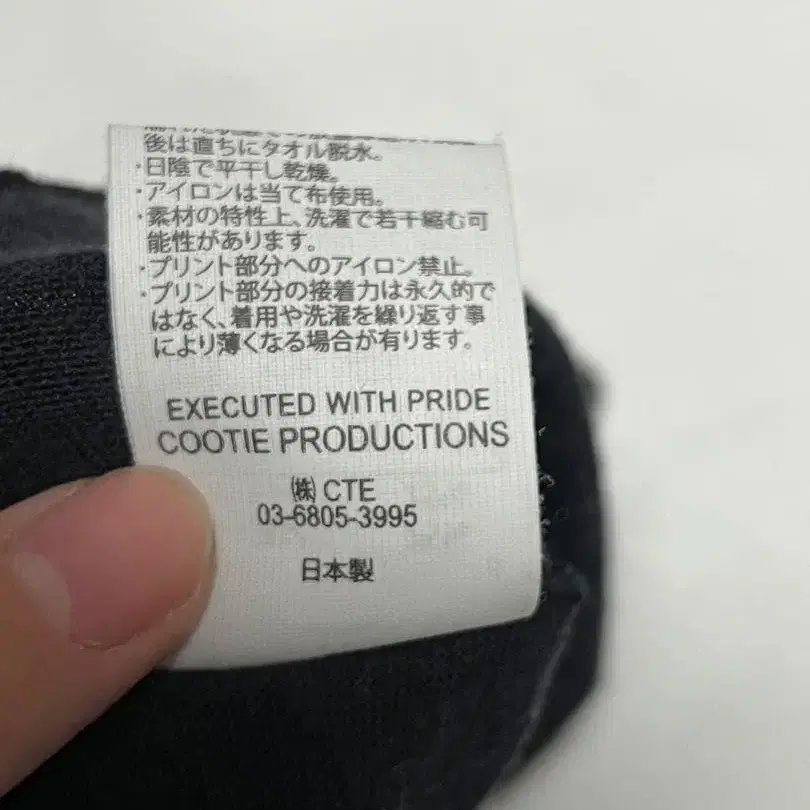 後は直ちにタオル脱水。
・日陰で平干し乾燥。
・アイロンは当て布使用。
・素材の特性上、洗濯で若干縮む可
能性があります。
・プリント部分へのアイロン禁止。
・プリント部分の接着力は永久的で
はなく、着用や洗濯を繰り返す事
により薄くなる場合が有ります。
EXECUTED WITH PRIDE
COOTIE PRODUCTIONS
㈱ CTE
03-6805-3995
日本製